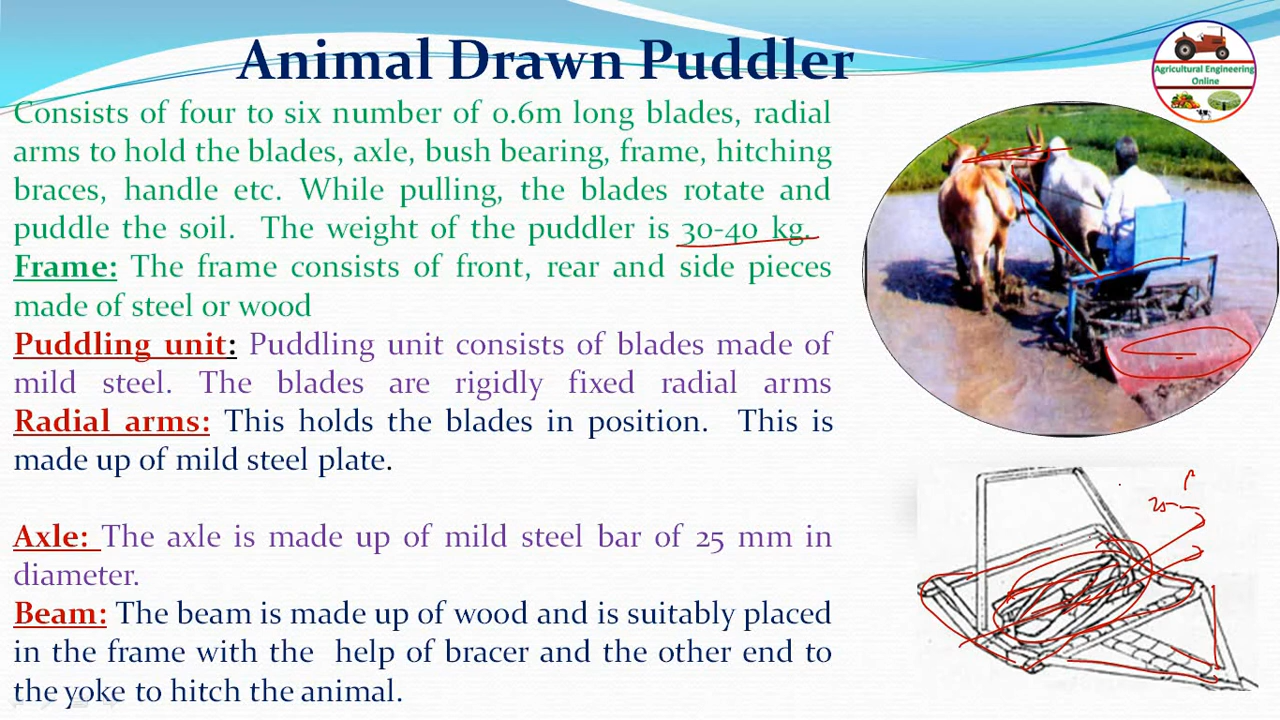 Animal Drawn Puddler
Agricultural Engineering
Online
Consists of four to six number of 0.6m long blades, radial
arms to hold the blades, axle, bush bearing, frame, hitching
braces, handle etc. While pulling, the blades rotate and
puddle the soil. The weight of the puddler is 30-40 kg.
Frame: The frame consists of front, rear and side pieces
made of steel or wood
Puddling unit: Puddling unit consists of blades made of
mild steel. The blades are rigidly fixed radial arms
Radial arms: This holds the blades in position. This is
made up of mild steel plate.
Axle: The axle is made up of mild steel bar of 25 mm in
diameter.
Beam: The beam is made up of wood and is suitably placed
in the frame with the help of bracer and the other end to
the yoke to hitch the animal.